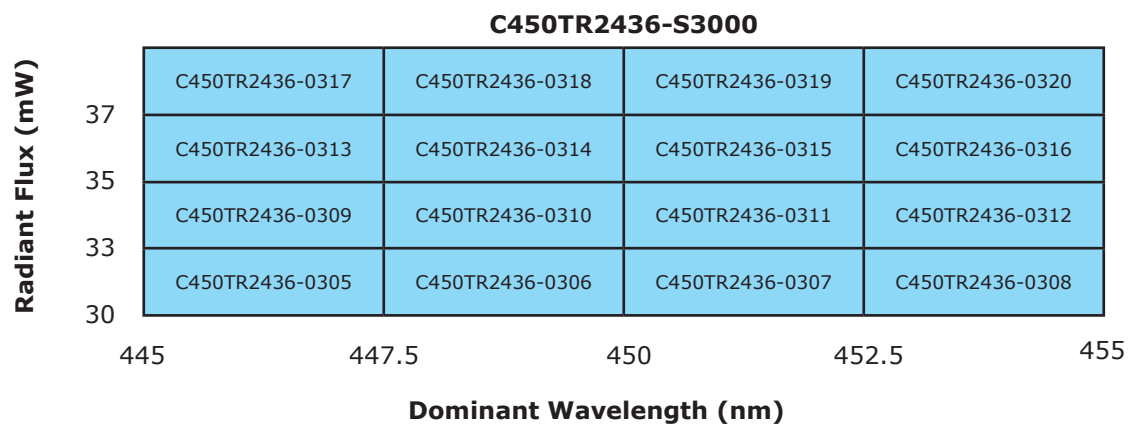 C450TR2436-S3000
Radiant Flux (mW)
C450TR2436-0317 C450TR2436-0318 C450TR2436-0319 C450TR2436-0320
37
C450TR2436-0313 C450TR2436-0314 C450TR2436-0315 C450TR2436-0316
35
C450TR2436-0309 C450TR2436-0310 C450TR2436-0311 C450TR2436-0312
33
C450TR2436-0305 C450TR2436-0306 C450TR2436-0307 C450TR2436-0308
30
445 447.5 450 452.5 455
Dominant Wavelength (nm)